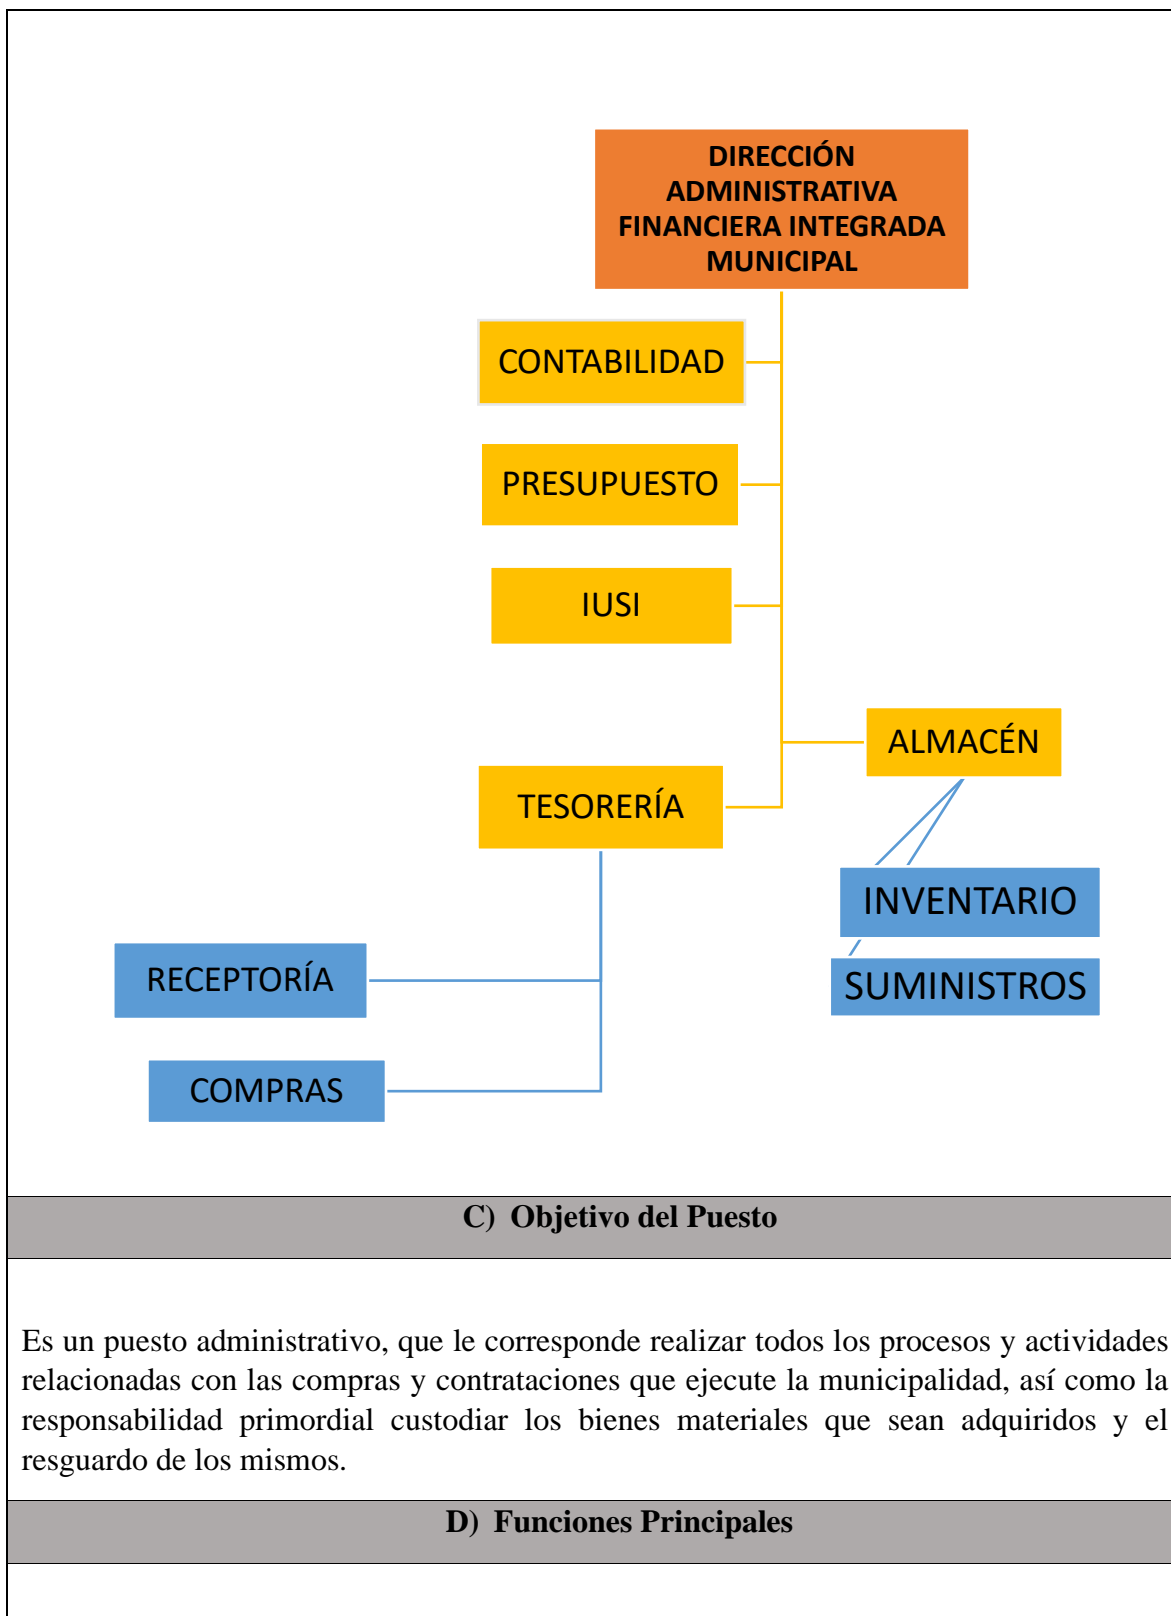 DIRECCIÓN
ADMINISTRATIVA
FINANCIERA INTEGRADA
MUNICIPAL
CONTABILIDAD
PRESUPUESTO
IUSI
ALMACÉN
TESORERÍA
INVENTARIO
RECEPTORÍA
SUMINISTROS
COMPRAS
C) Objetivo del Puesto
Es un puesto administrativo, que le corresponde realizar todos los procesos y actividades
relacionadas con las compras y contrataciones que ejecute la municipalidad, así como la
responsabilidad primordial custodiar los bienes materiales que sean adquiridos y el
resguardo de los mismos.
D) Funciones Principales